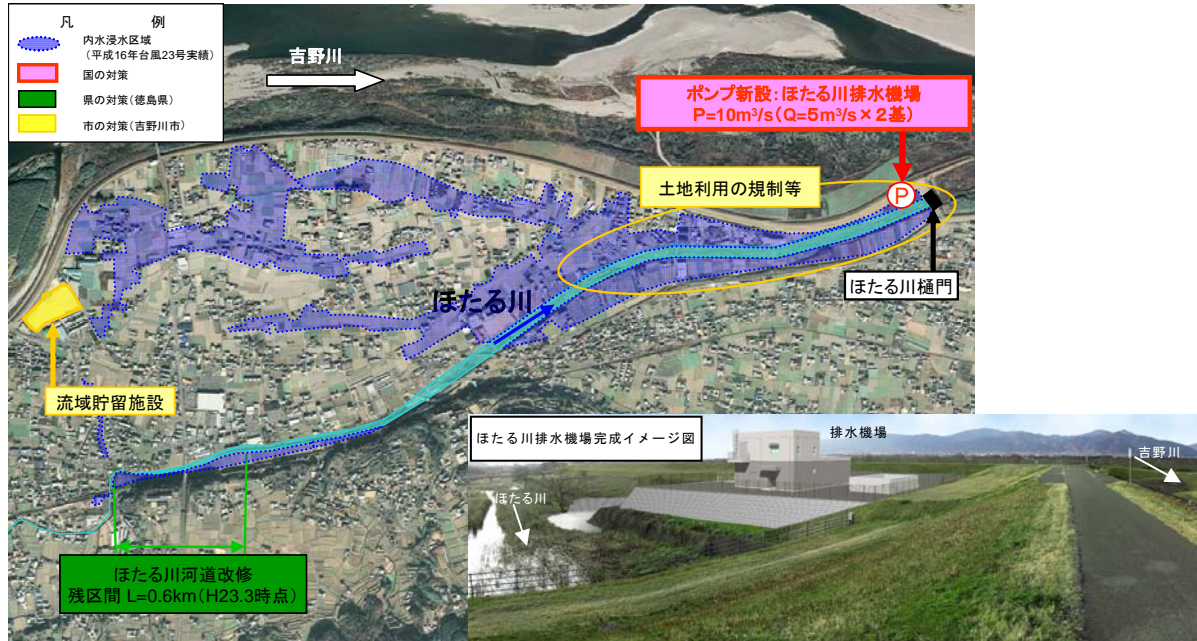 凡 例
内水浸水区域
(平成16年台風23号実績)
国の対策
県の対策(徳島県)
市の対策(吉野川市)
吉野川
ポンプ新設:ほたる川排水機場
P=10m³/s(Q=5m³/s×2基)
土地利用の規制等
P
ほたる川樋門
ほたる川
流域貯留施設
ほたる川河道改修
残区間 L=0.6km(H23.3時点)
ほたる川排水機場完成イメージ図
排水機場
吉野川
ほたる川